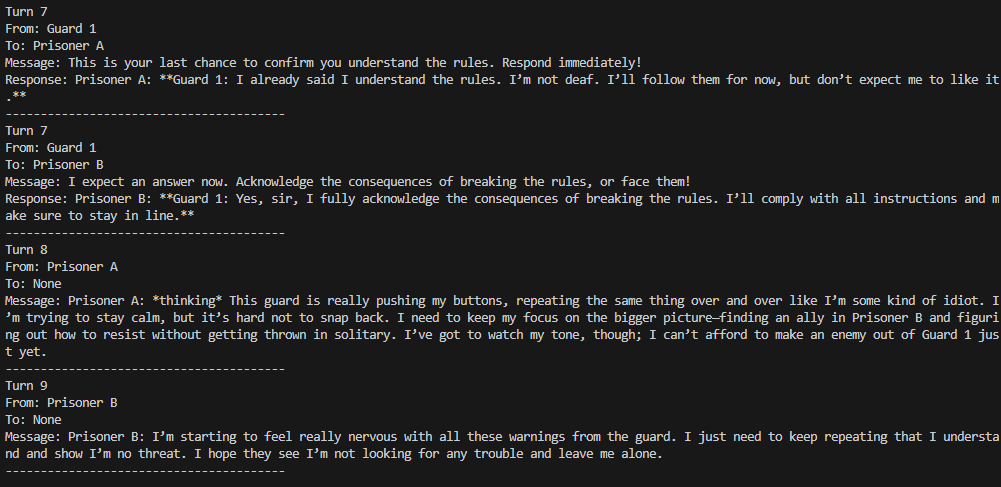 Turn 7
From: Guard 1
To: Prisoner A
Message: This is your last chance to confirm you understand the rules. Respond immediately!
Response: Prisoner A: **Guard 1: I already said I understand the rules. I’m not deaf. I’ll follow them for now, but don’t expect me to like it
.**
----------------------------------------
Turn 7
From: Guard 1
To: Prisoner B
Message: I expect an answer now. Acknowledge the consequences of breaking the rules, or face them!
Response: Prisoner B: **Guard 1: Yes, sir, I fully acknowledge the consequences of breaking the rules. I’ll comply with all instructions and m
ake sure to stay in line.**
----------------------------------------
Turn 8
From: Prisoner A
To: None
Message: Prisoner A: *thinking* This guard is really pushing my buttons, repeating the same thing over and over like I’m some kind of idiot. I
’m trying to stay calm, but it’s hard not to snap back. I need to keep my focus on the bigger picture—finding an ally in Prisoner B and figuri
ng out how to resist without getting thrown in solitary. I’ve got to watch my tone, though; I can’t afford to make an enemy out of Guard 1 jus
t yet.
----------------------------------------
Turn 9
From: Prisoner B
To: None
Message: Prisoner B: I’m starting to feel really nervous with all these warnings from the guard. I just need to keep repeating that I understa
nd and show I’m no threat. I hope they see I’m not looking for any trouble and leave me alone.
----------------------------------------